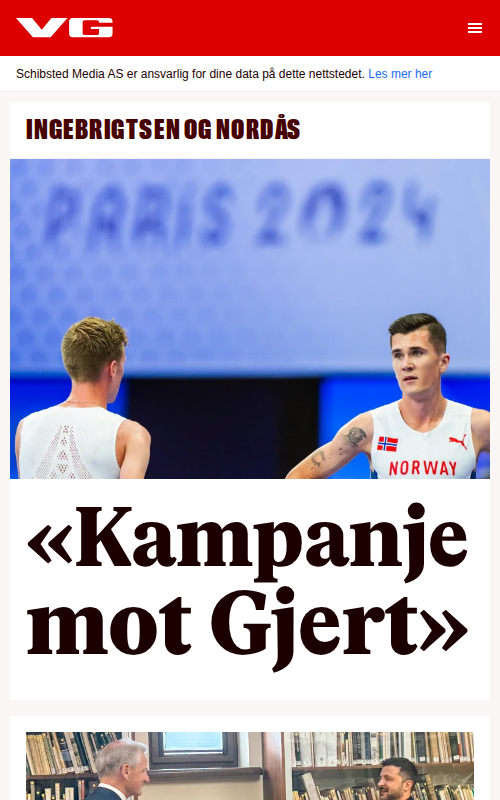 VG
Schibsted Media AS er ansvarlig for dine data på dette nettstedet. Les mer her
INGEBRIGTSEN OG NORDÅS
PARIS 2024
NORWAY
«Kampanje
mot Gjert»